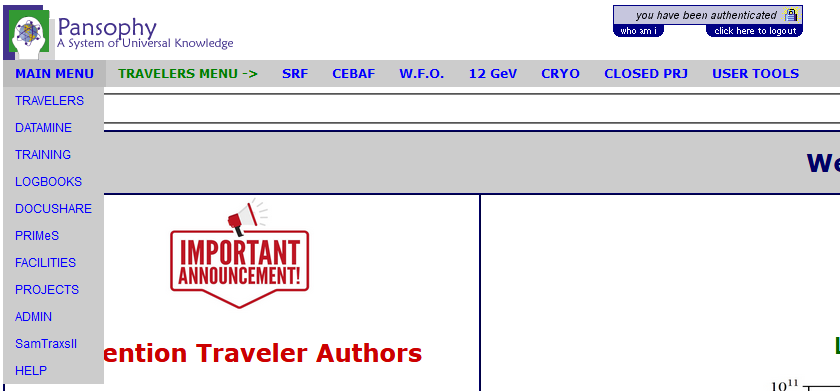 Pansophy
A System of Universal Knowledge
you have been authenticated
who am i click here to logout
MAIN MENU TRAVELERS MENU -> SRF CEBAF W.F.O. 12 GeV CRYO CLOSED PRJ USER TOOLS
TRAVELERS
DATAMINE
TRAINING
LOGBOOKS
DOCUSHARE
PRIMeS
FACILITIES
PROJECTS
ADMIN
SamTraxsII
HELP
We
IMPORTANT
ANNOUNCEMENT!
ention Traveler Authors
10¹¹